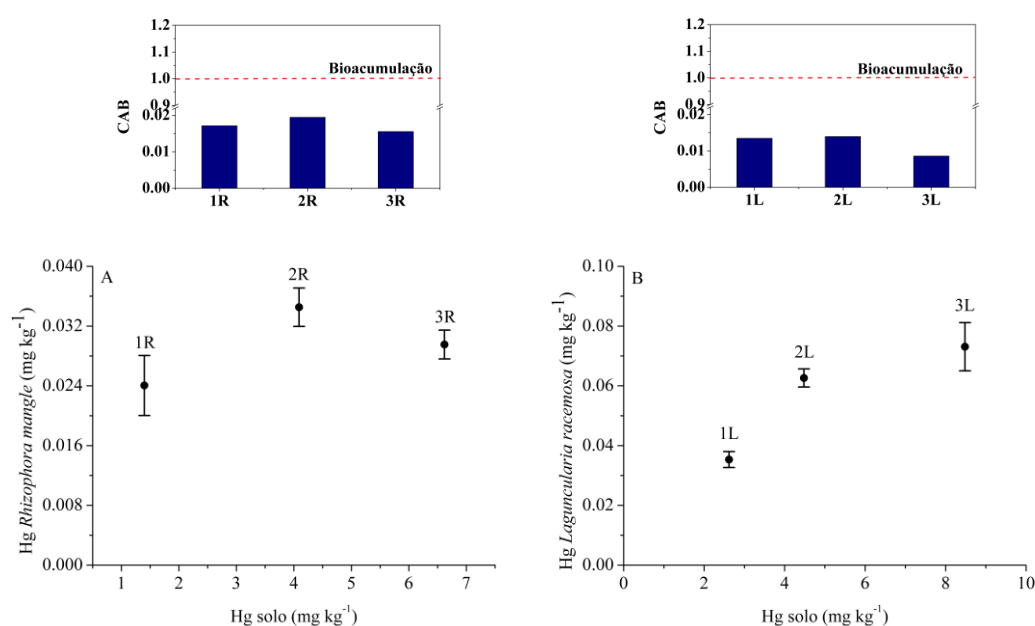 1.2
1.1
1.0
0.9
0.02
0.01
0.00
CAB
Bioacumulação
1R 2R 3R
1.2
1.1
1.0
0.9
0.02
0.01
0.00
CAB
Bioacumulação
1L 2L 3L
A
0.040
0.032
0.024
0.016
0.008
0.000
Hg Rhizophora mangle (mg kg-1)
1R
2R
3R
1 2 3 4 5 6 7
Hg solo (mg kg-1)
B
0.10
0.08
0.06
0.04
0.02
0.00
Hg Laguncularia racemosa (mg kg-1)
1L
2L
3L
0 2 4 6 8 10
Hg solo (mg kg-1)